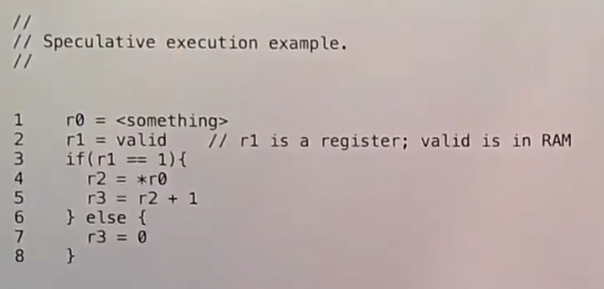 //
// Speculative execution example.
//
1 r0 = <something>
2 r1 = valid // r1 is a register; valid is in RAM
3 if(r1 == 1){
4 r2 = *r0
5 r3 = r2 + 1
6 } else {
7 r3 = 0
8 }